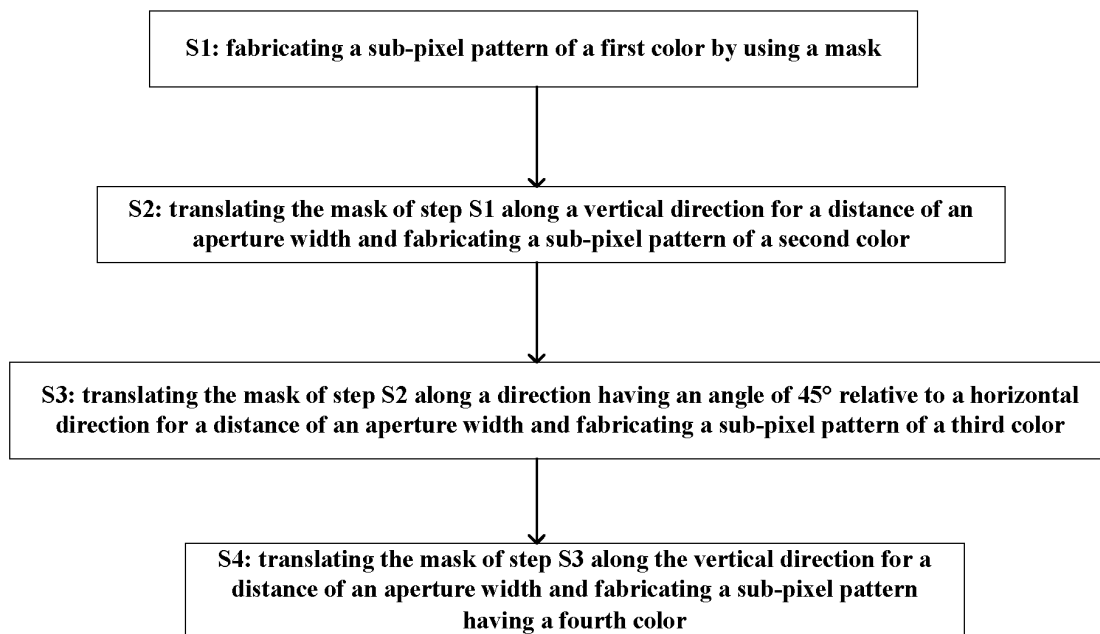 S1: fabricating a sub-pixel pattern of a first color by using a mask
S2: translating the mask of step S1 along a vertical direction for a distance of an
aperture width and fabricating a sub-pixel pattern of a second color
S3: translating the mask of step S2 along a direction having an angle of 45° relative to a horizontal
direction for a distance of an aperture width and fabricating a sub-pixel pattern of a third color
S4: translating the mask of step S3 along the vertical direction for a
distance of an aperture width and fabricating a sub-pixel pattern
having a fourth color